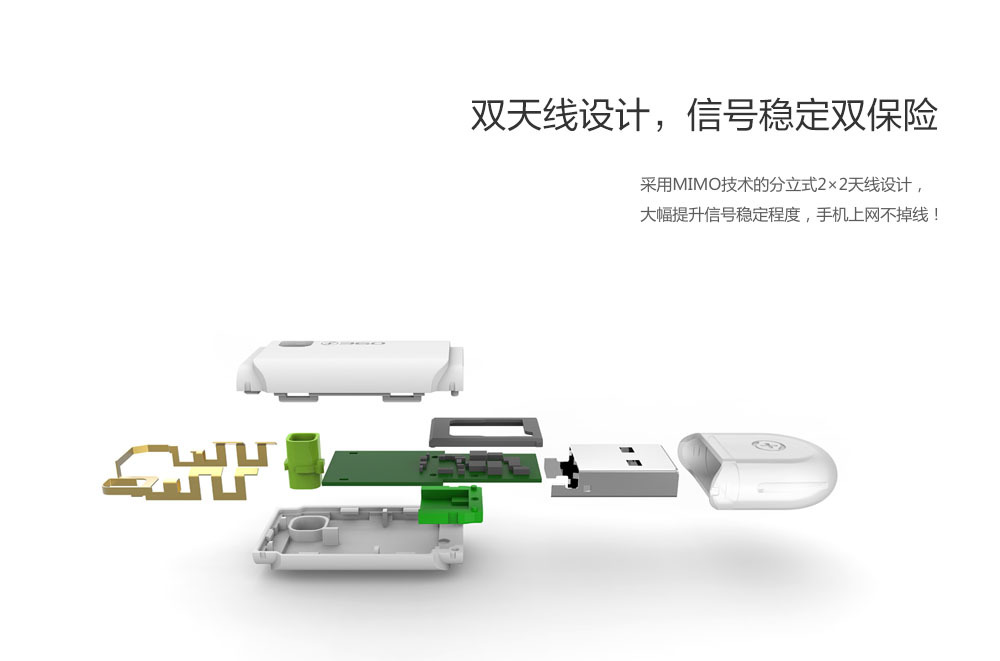 双天线设计，信号稳定双保险
采用MIMO技术的分立式2×2天线设计，
大幅提升信号稳定程度，手机上网不掉线！
360